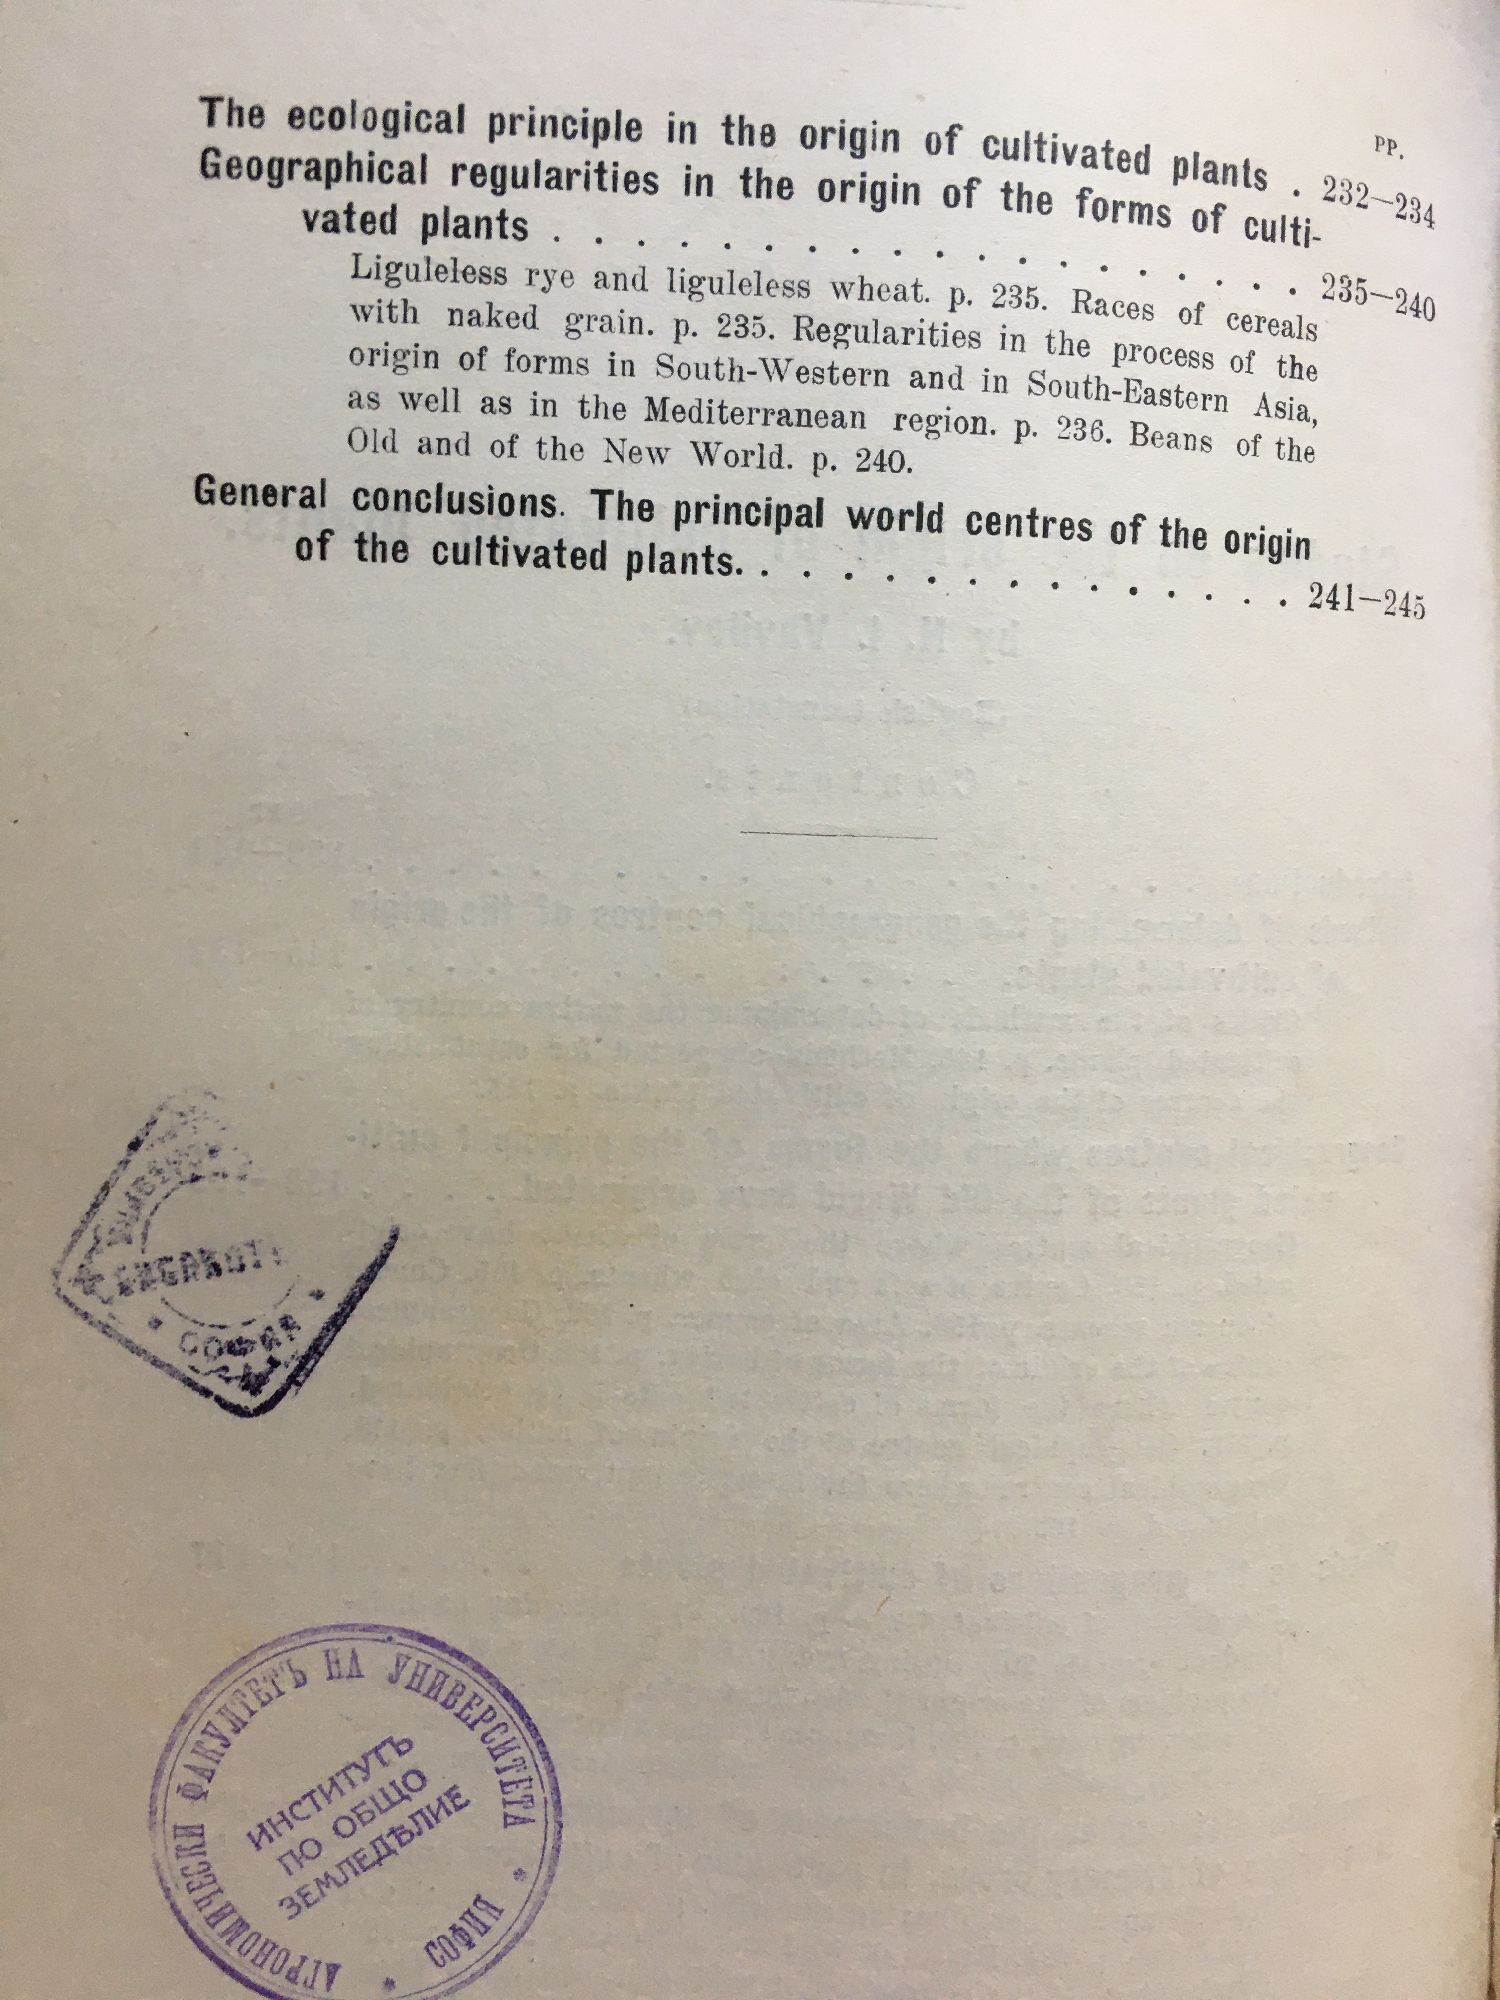 PP.
The ecological principle in the origin of cultivated plants . 232—234
Geographical regularities in the origin of the forms of culti-
vated plants . . . . . . . . . . . . . . . . . . 235—240
Liguleless rye and liguleless wheat. p. 235. Races of cereals
with naked grain. p. 235. Regularities in the process of the
origin of forms in South-Western and in South-Eastern Asia,
as well as in the Mediterranean region. p. 236. Beans of the
Old and of the New World. p. 240.
General conclusions. The principal world centres of the origin
of the cultivated plants. . . . . . . . . . . . . . . 241—245
* СОФИЯ *
АГРОНОМИЧЕСКИ ФАКУЛТЕТЪ НА УНИВЕРСИТЕТА
ИНСТИТУТЪ
ПО ОБЩО
ЗЕМЛЕДѢЛИЕ
* СОФИЯ *